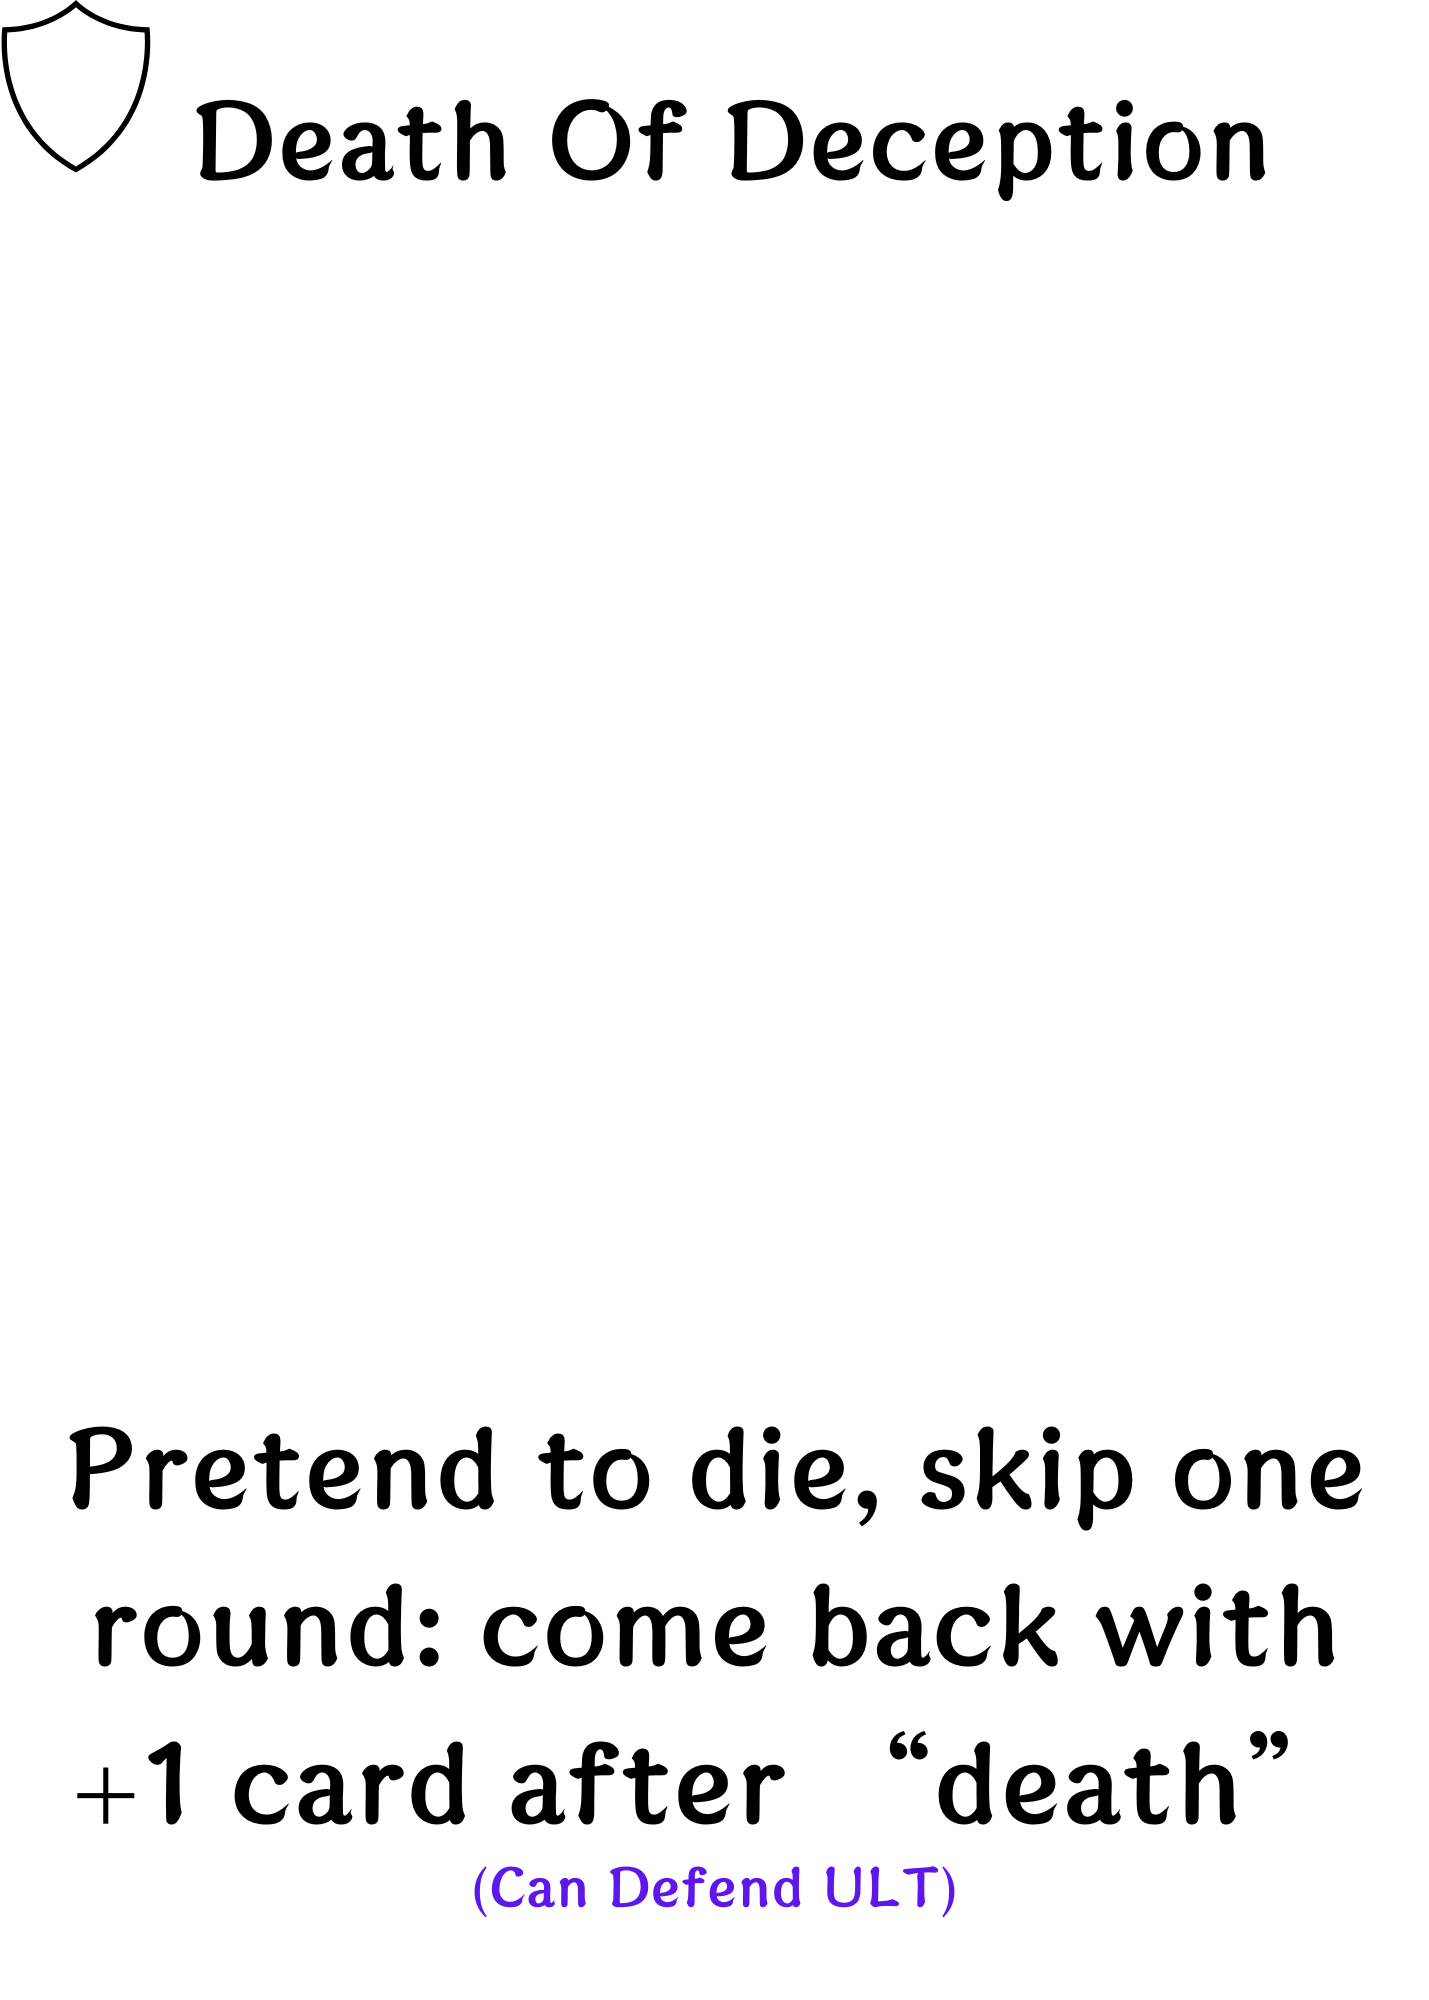 Death Of Deception
Pretend to die, skip one
round: come back with
+1 card after “death”
(Can Defend ULT)